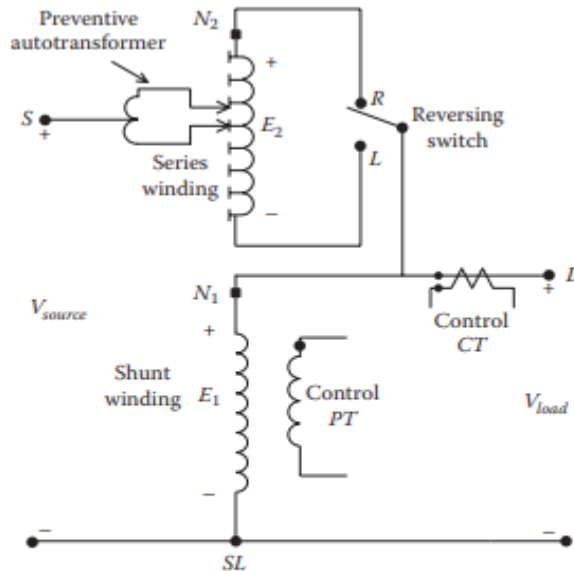 Preventive
autotransformer
N2
+
S
+
E2
R
Reversing
switch
L
Series
winding
−
L
+
N1
Vsource
+
Control
CT
Shunt
winding
E1
Control
PT
Vload
−
−
−
SL